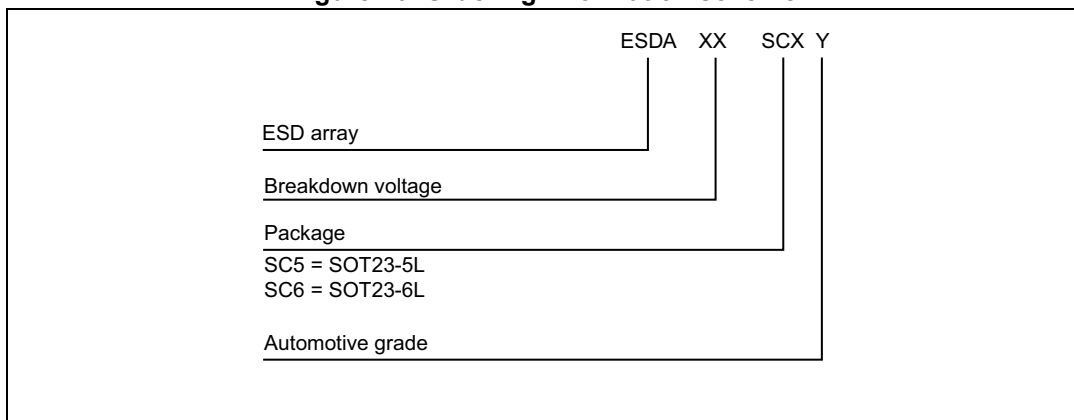 ESDA XX SCX Y
ESD array
Breakdown voltage
Package
SC5 = SOT23-5L
SC6 = SOT23-6L
Automotive grade